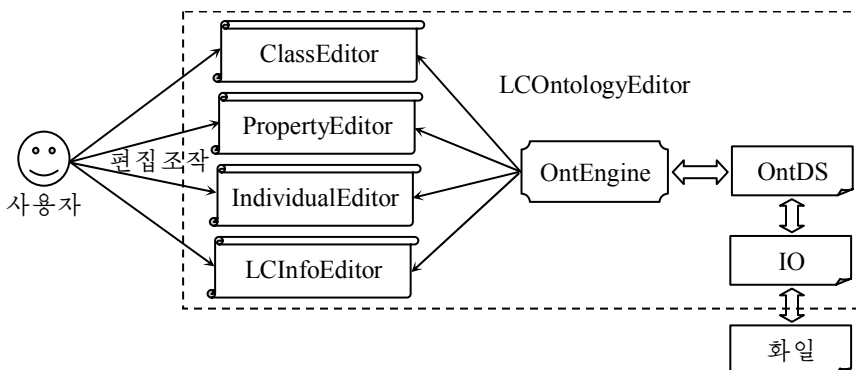 ClassEditor
LCOntologyEditor
PropertyEditor
편집조작
OntEngine
OntDS
IndividualEditor
사용자
LCInfoEditor
IO
화일